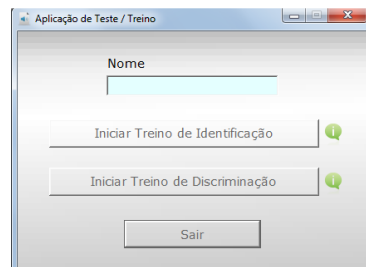 Aplicação de Teste / Treino
Nome
Iniciar Treino de Identificação
Iniciar Treino de Discriminação
Sair